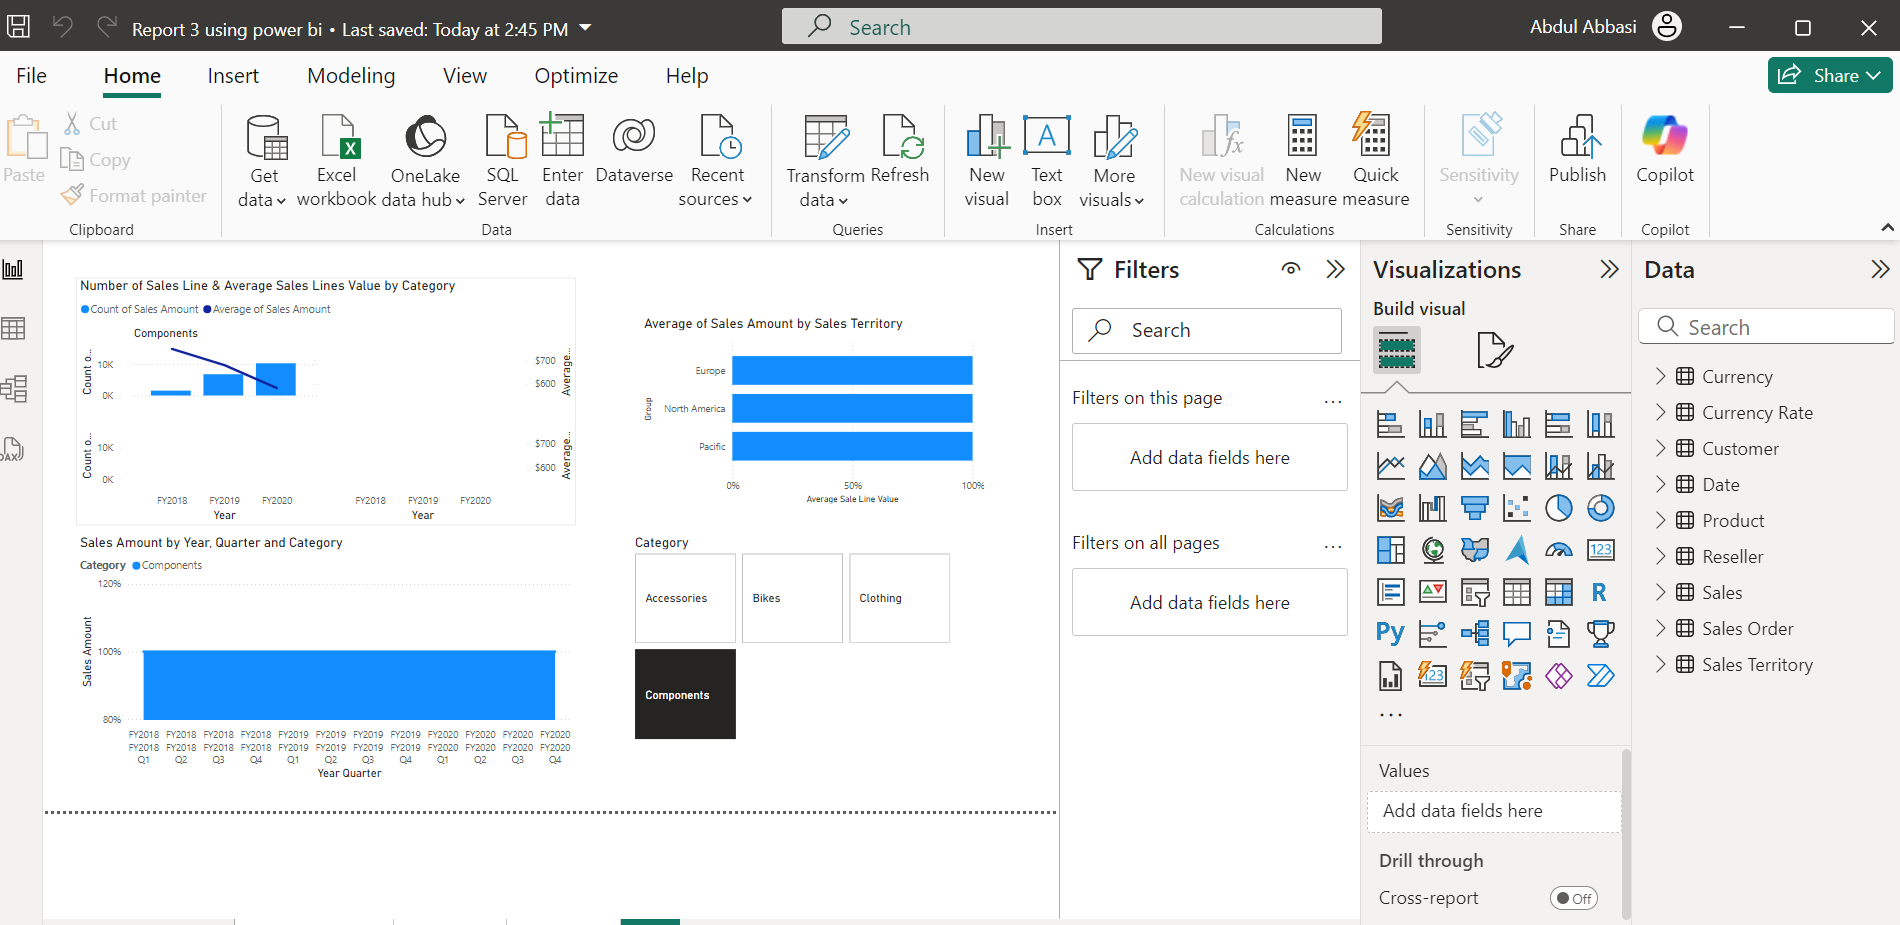 Report 3 using power bi • Last saved: Today at 2:45 PM
Search
Abdul Abbasi
File
Home
Insert
Modeling
View
Optimize
Help
Share
Paste
Cut
Copy
Format painter
Clipboard
Get data
Excel workbook
OneLake data hub
SQL Server
Enter data
Dataverse
Recent sources
Data
Transform data
Refresh
Queries
New visual
A
Text box
More visuals
Insert
New visual calculation
New measure
Quick measure
Calculations
Sensitivity
Sensitivity
Publish
Share
Copilot
Copilot
Number of Sales Line & Average Sales Lines Value by Category
Count of Sales Amount
Average of Sales Amount
Components
Count o...
10K
0K
$700
$600
Average...
Count o...
10K
0K
$700
$600
Average...
FY2018 FY2019 FY2020
FY2018 FY2019 FY2020
Year
Year
Average of Sales Amount by Sales Territory
Group
Europe
North America
Pacific
0% 50% 100%
Average Sale Line Value
Sales Amount by Year, Quarter and Category
Category Components
Sales Amount
120%
100%
80%
FY2018 FY2018 FY2018 FY2018 FY2019 FY2019 FY2019 FY2019 FY2020 FY2020 FY2020 FY2020
FY2018 FY2018 FY2018 FY2018 FY2019 FY2019 FY2019 FY2019 FY2020 FY2020 FY2020 FY2020
Q1 Q2 Q3 Q4 Q1 Q2 Q3 Q4 Q1 Q2 Q3 Q4
Year Quarter
Category
Accessories
Bikes
Clothing
Components
Filters
Search
Filters on this page ...
Add data fields here
Filters on all pages ...
Add data fields here
Visualizations
Build visual
123
R
Py
123
...
Values
Add data fields here
Drill through
Cross-report
Off
Data
Search
Currency
Currency Rate
Customer
Date
Product
Reseller
Sales
Sales Order
Sales Territory